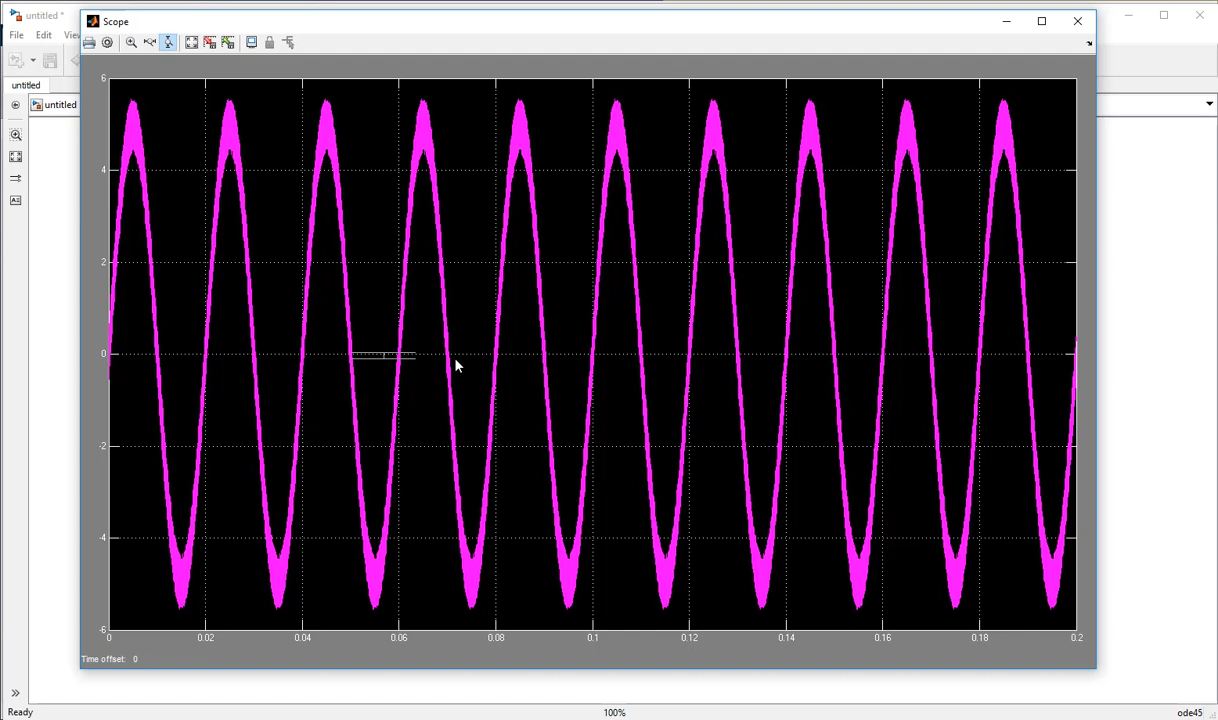 untitled *
Scope
File Edit Vie
untitled
untitled
6
4
2
0
-2
-4
-6
0 0.02 0.04 0.06 0.08 0.1 0.12 0.14 0.16 0.18 0.2
Time offset: 0
Ready 100% ode45